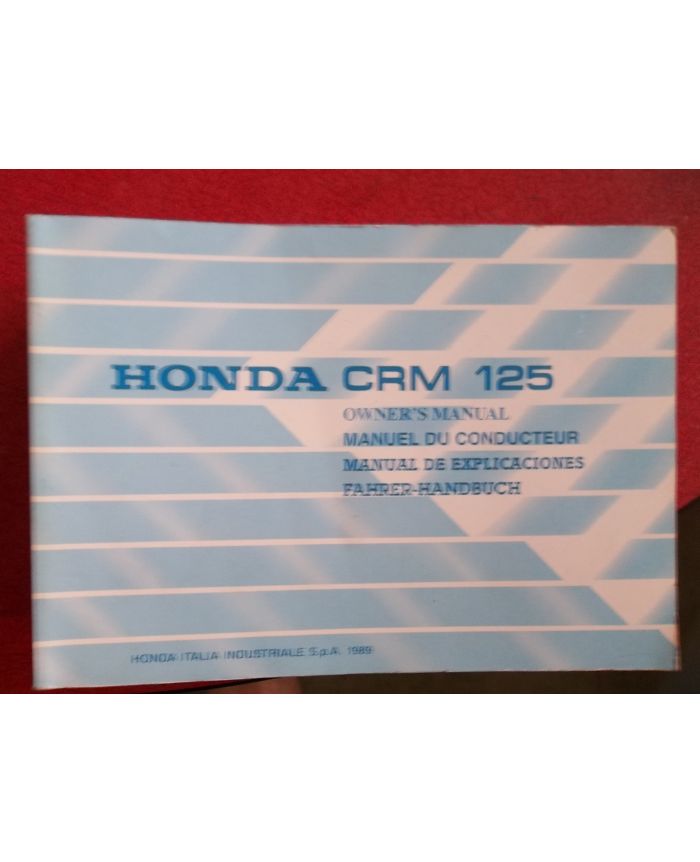 HONDA CRM 125
OWNER'S MANUAL
MANUEL DU CONDUCTEUR
MANUAL DE EXPLICACIONES
FAHRER-HANDBUCH
HONDA ITALIA INDUSTRIALE S.p.A. 1989